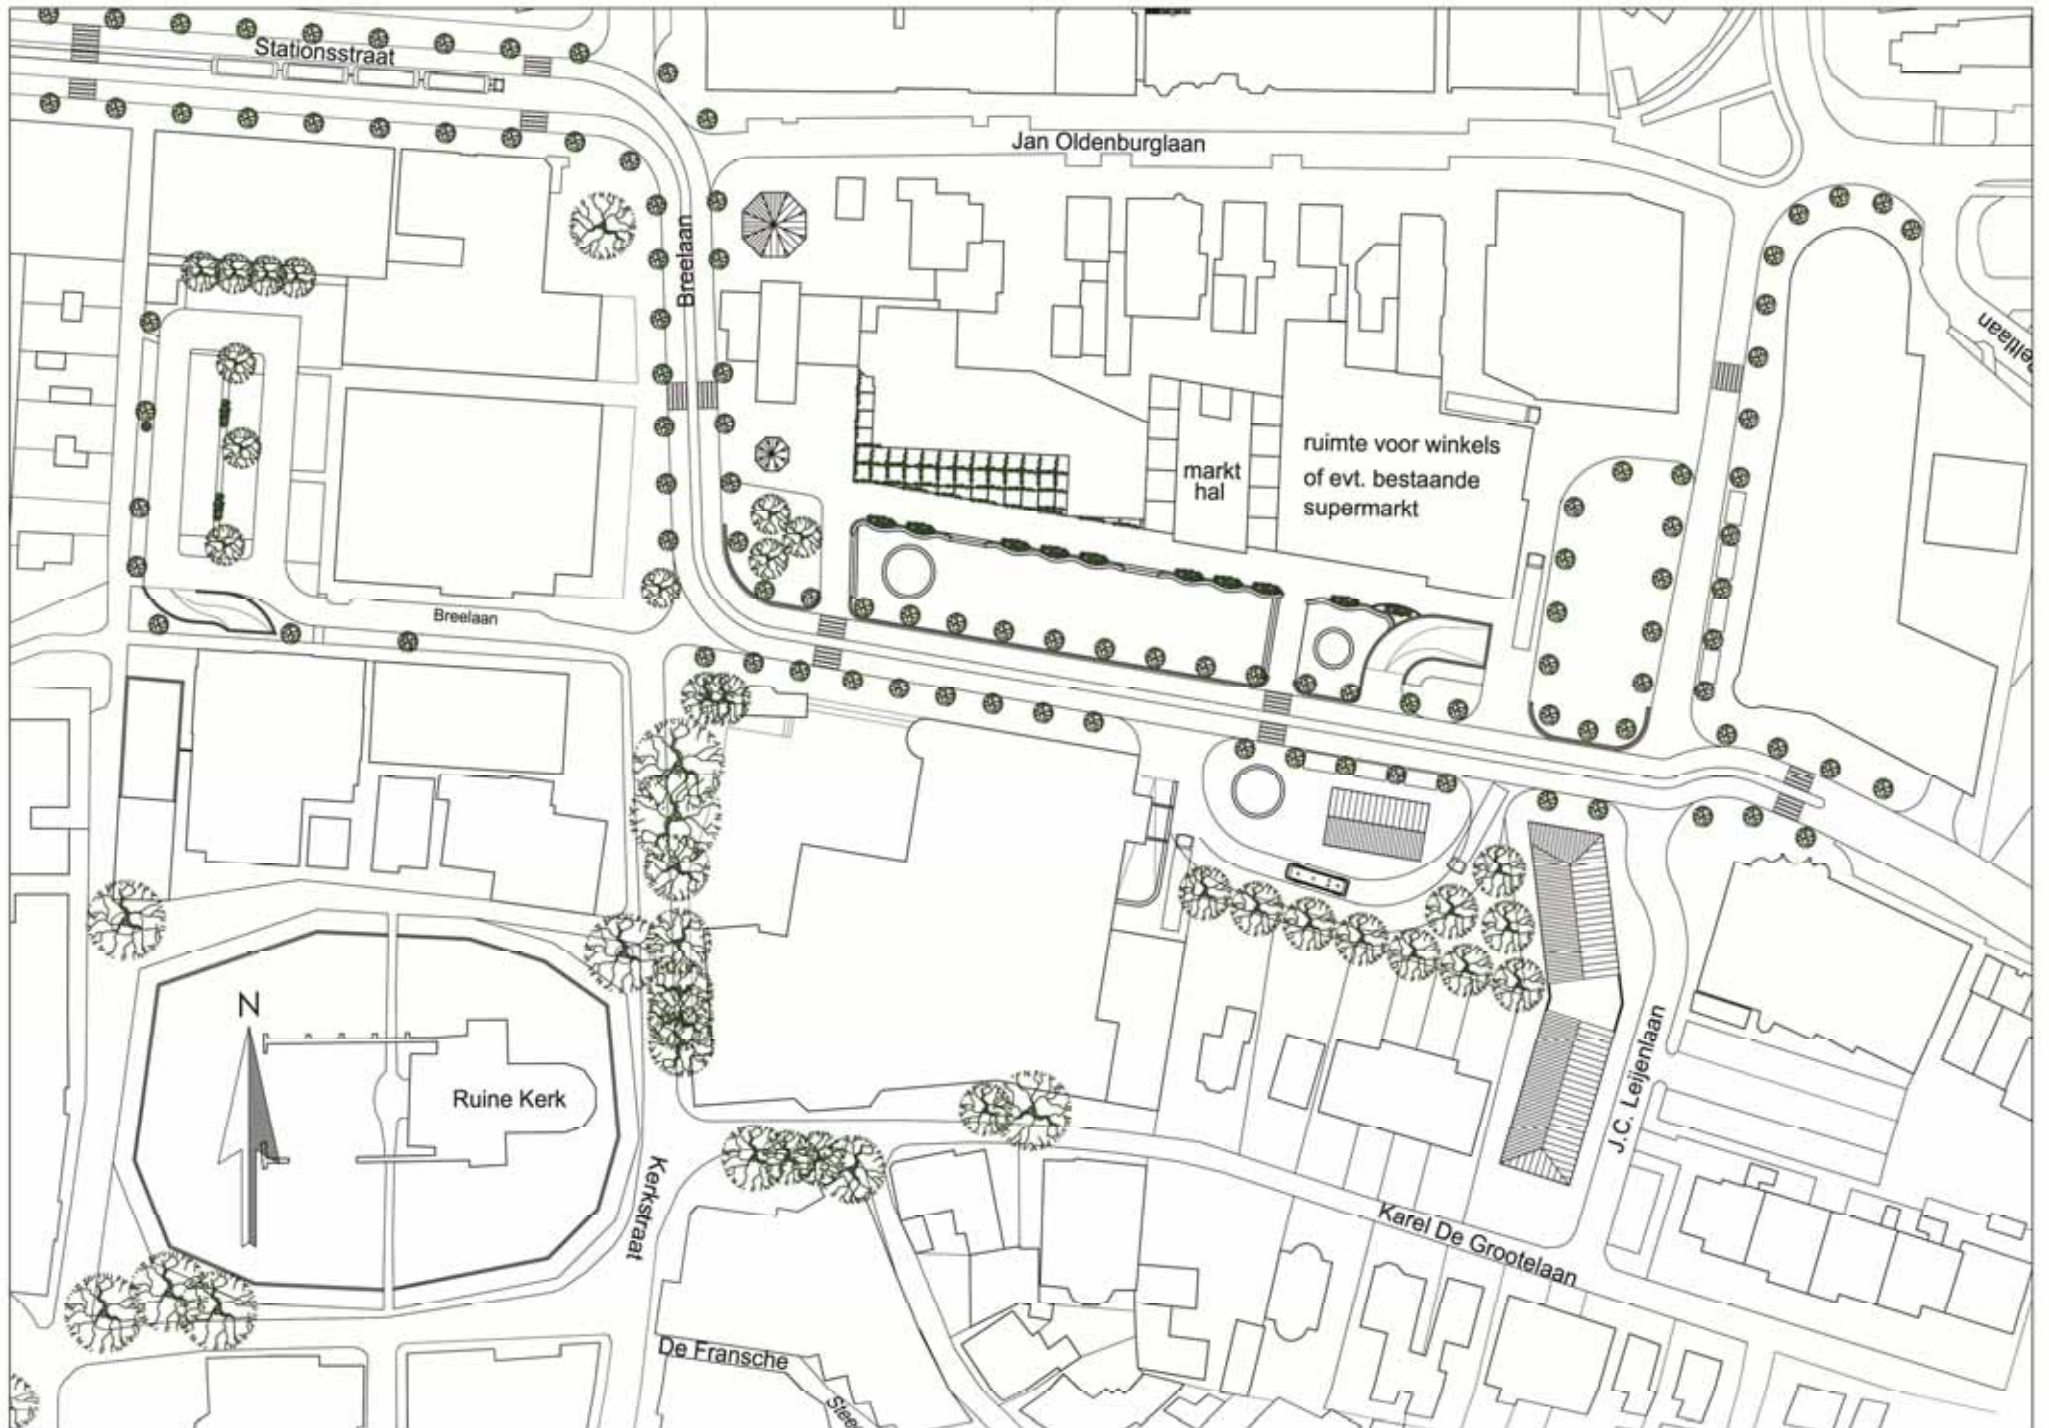 Stationsstraat
Jan Oldenburglaan
Breelaan
ruimte voor winkels
of evt. bestaande
supermarkt
markt
hal
Breelaan
N
Ruine Kerk
J.C. Leijenlaan
Kerkstraat
Karel De Grootelaan
De Fransche